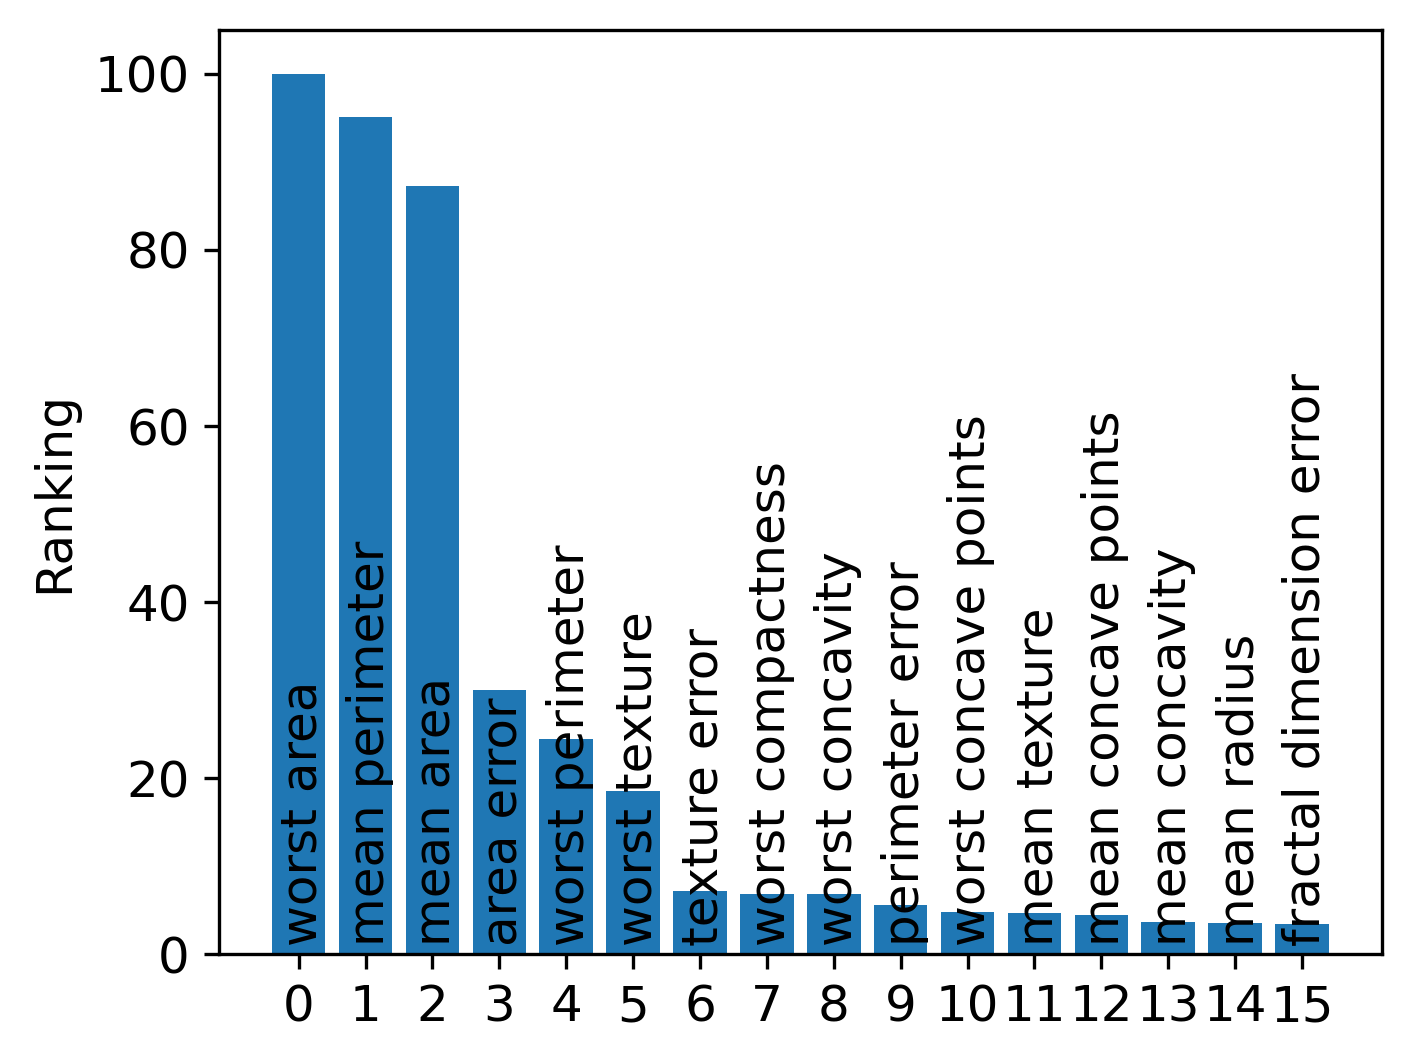 100
80
60
40
20
0
Ranking
worst area
mean perimeter
mean area
area error
worst perimeter
worst texture
texture error
worst compactness
worst concavity
perimeter error
worst concave points
mean texture
mean concave points
mean concavity
mean radius
fractal dimension error
0 1 2 3 4 5 6 7 8 9 10 11 12 13 14 15